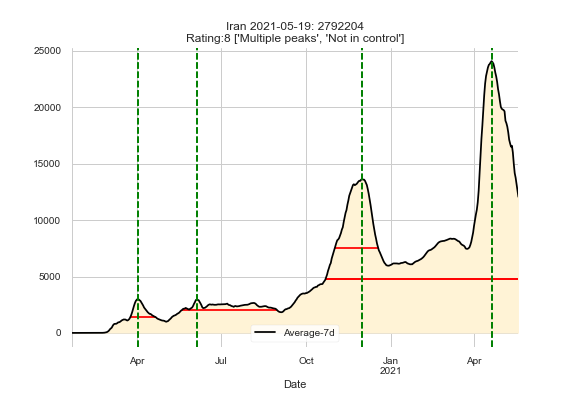 Iran 2021-05-19: 2792204
Rating:8 ['Multiple peaks', 'Not in control']
25000
20000
15000
10000
5000
0
Average-7d
Apr
Jul
Oct
Jan
2021
Apr
Date